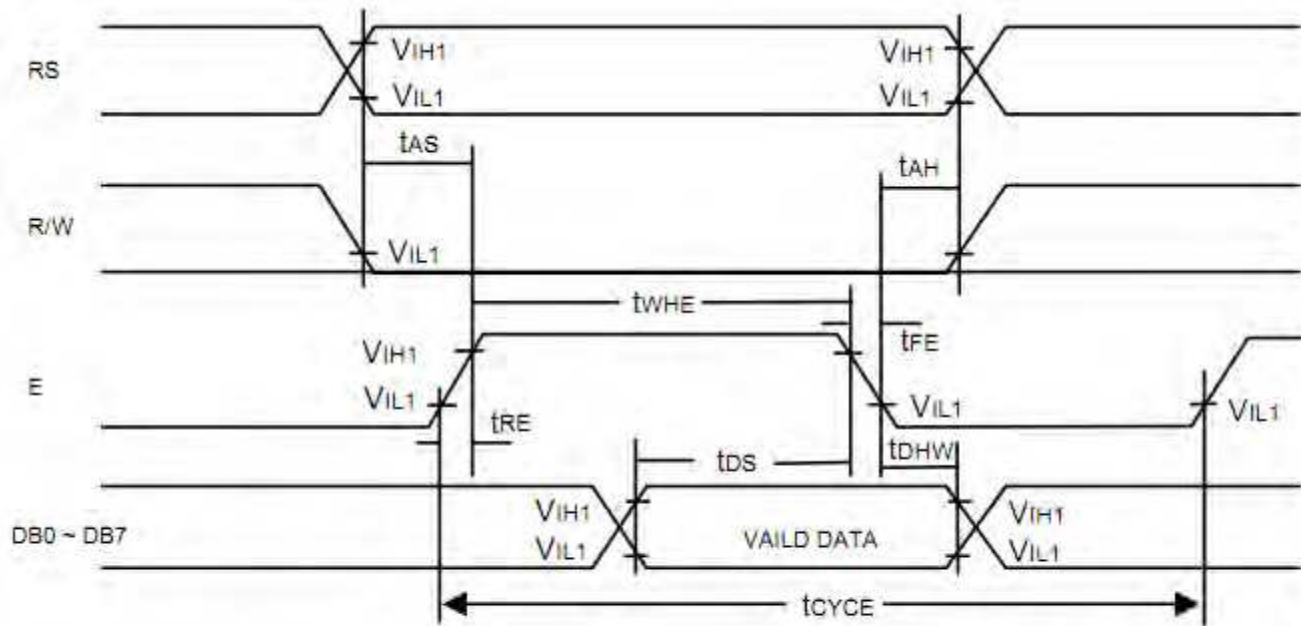 RS
VIH1
VIH1
VIL1
VIL1
tAS
tAH
R/W
VIL1
tWHE
tFE
E
VIH1
VIL1
VIL1
VIL1
tRE
tDS
tDHW
DB0 ~ DB7
VIH1
VIL1
VAILD DATA
VIH1
VIL1
tCYCE